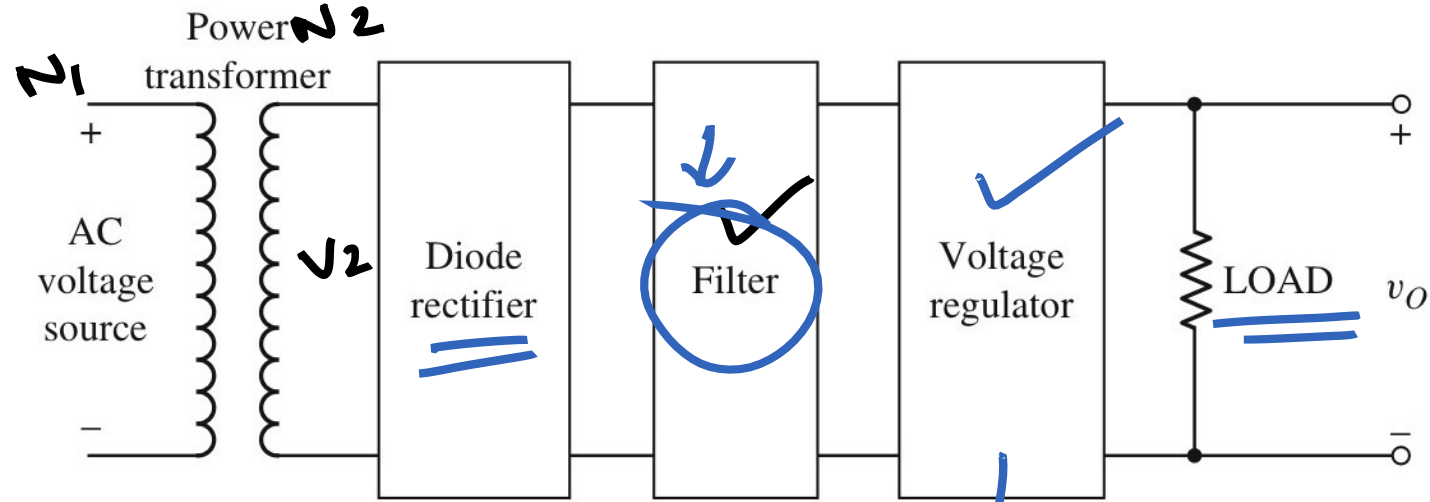 Power N2
N1 transformer
+
AC
voltage
source
−
V2
Diode
rectifier
Filter
Voltage
regulator
LOAD
+
vO
−